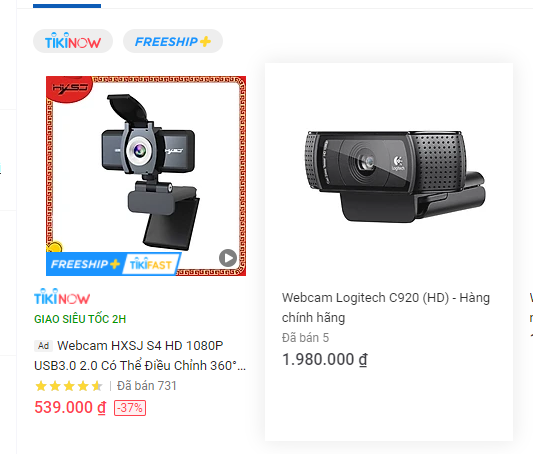 TIKINOW
FREESHIP+
HXSJ
HXSJ
FREESHIP+ TIKIFAST
TIKINOW
GIAO SIÊU TỐC 2H
Ad Webcam HXSJ S4 HD 1080P
USB3.0 2.0 Có Thể Điều Chỉnh 360°...
Đã bán 731
539.000 ₫ -37%
Logitech
Webcam Logitech C920 (HD) - Hàng
chính hãng
Đã bán 5
1.980.000 ₫